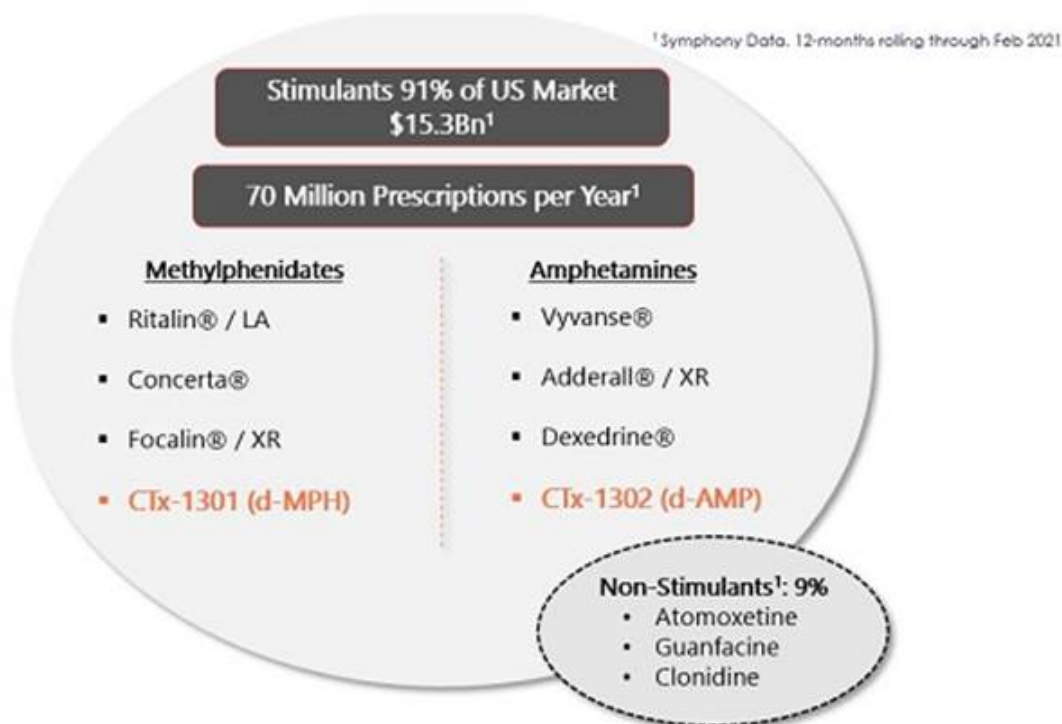 ¹ Symphony Data. 12-months rolling through Feb 2021
Stimulants 91% of US Market
$15.3Bn¹
70 Million Prescriptions per Year¹
Methylphenidates
▪ Ritalin® / LA
▪ Concerta®
▪ Focalin® / XR
▪ CTx-1301 (d-MPH)
Amphetamines
▪ Vyvanse®
▪ Adderall® / XR
▪ Dexedrine®
▪ CTx-1302 (d-AMP)
Non-Stimulants¹: 9%
• Atomoxetine
• Guanfacine
• Clonidine